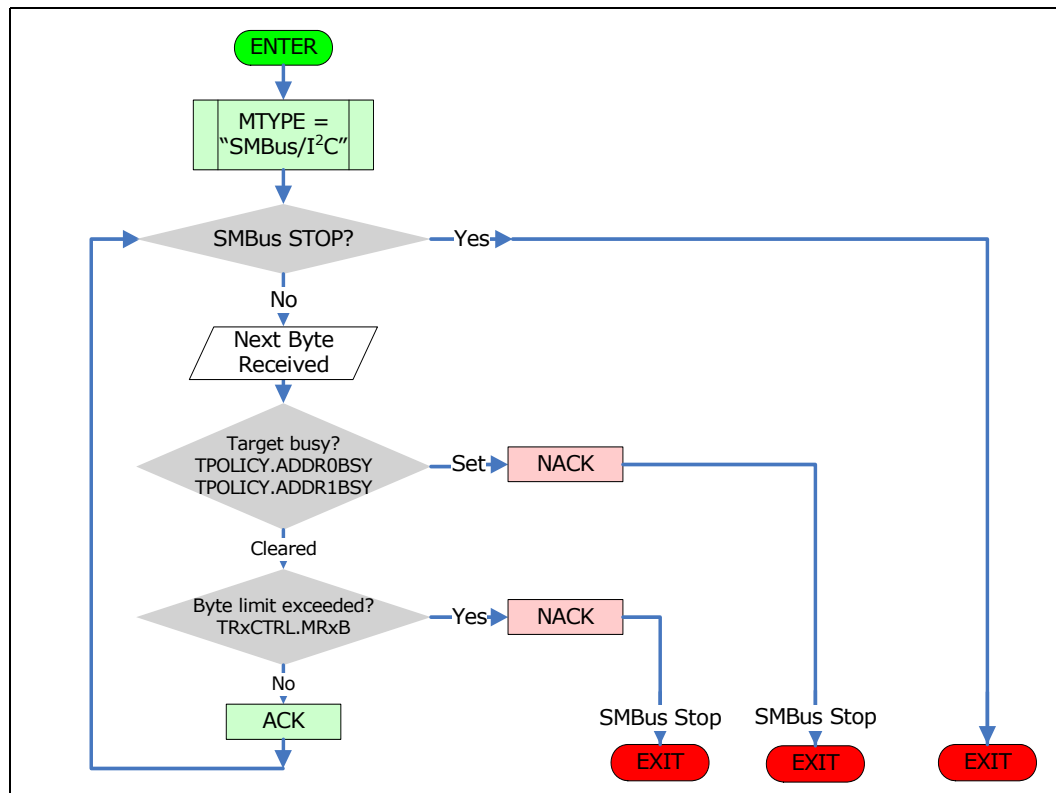 ENTER
MTYPE =
“SMBus/I²C”
SMBus STOP?
Yes
No
Next Byte
Received
Target busy?
TPOLICY.ADDR0BSY
TPOLICY.ADDR1BSY
Set
NACK
Cleared
Byte limit exceeded?
TRxCTRL.MRxB
Yes
NACK
No
ACK
SMBus Stop
SMBus Stop
EXIT
EXIT
EXIT